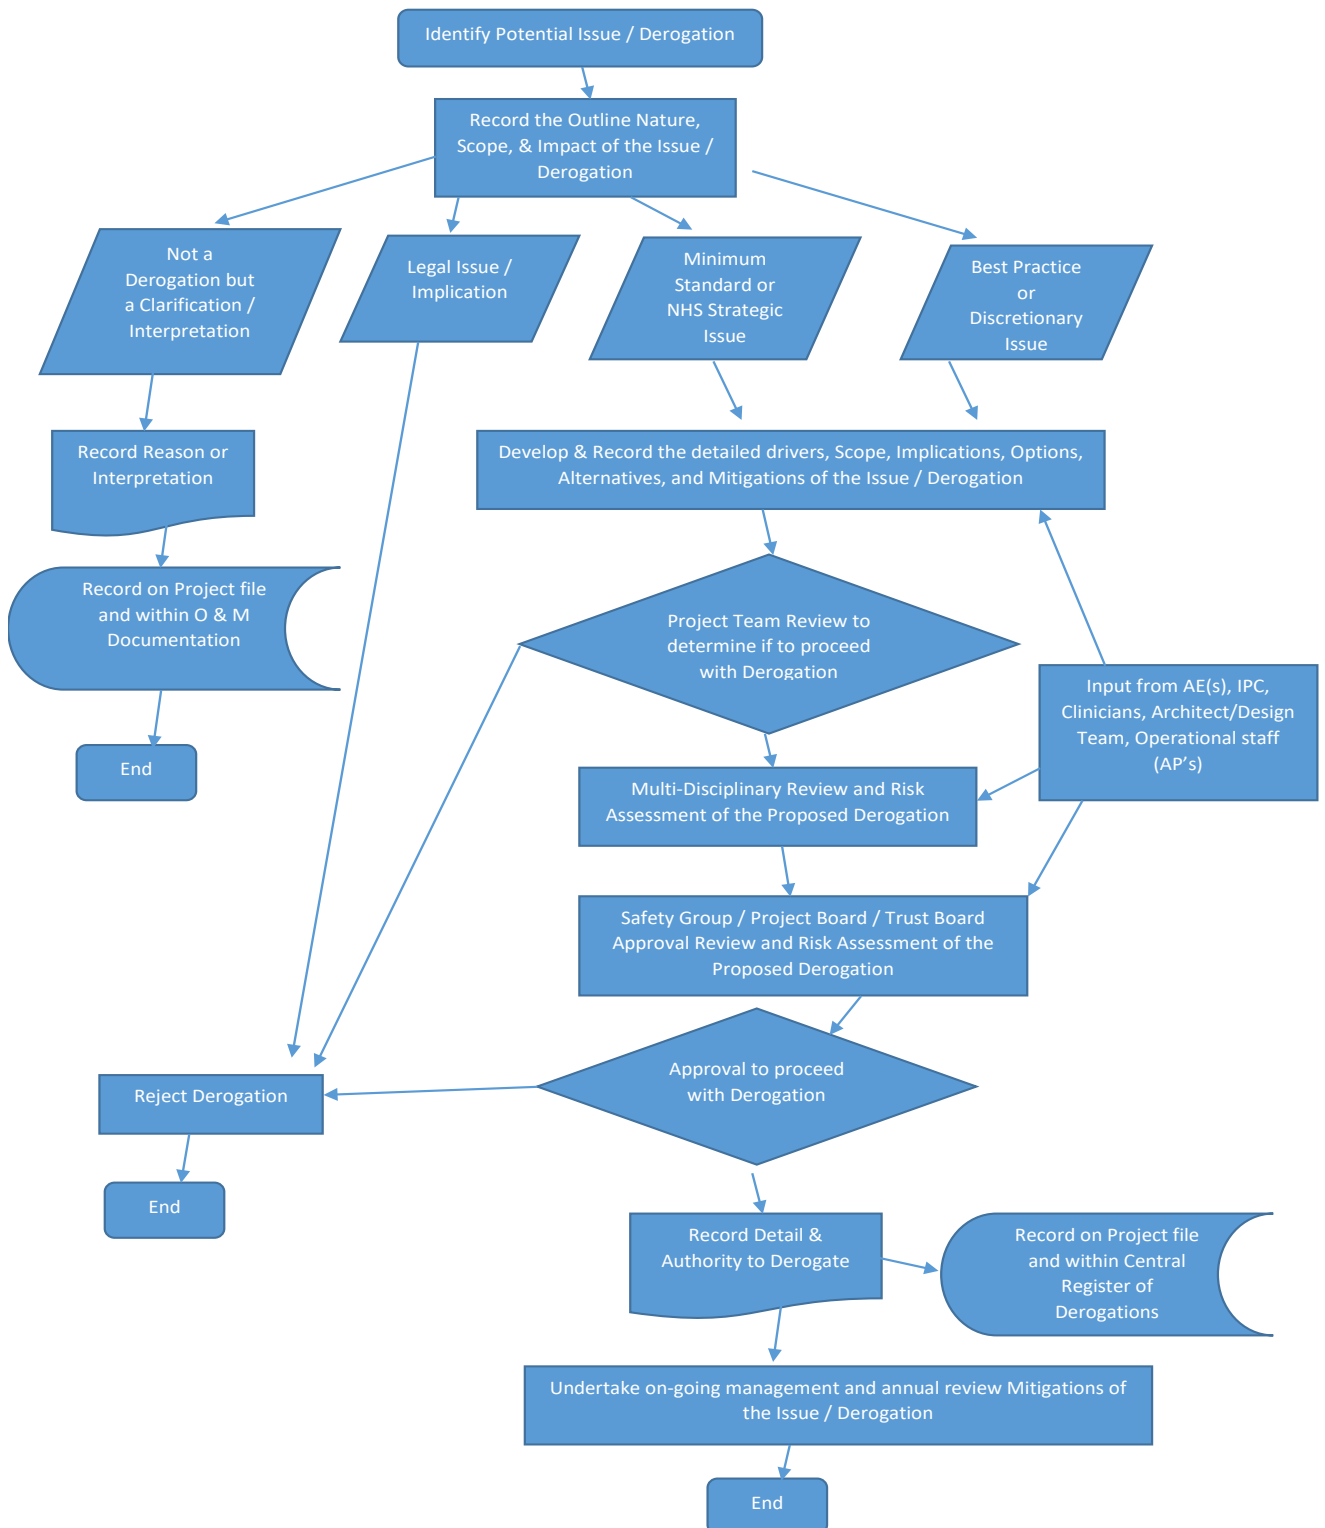 Identify Potential Issue / Derogation
Record the Outline Nature,
Scope, & Impact of the Issue /
Derogation
Not a
Derogation but
a Clarification /
Interpretation
Legal Issue /
Implication
Minimum
Standard or
NHS Strategic
Issue
Best Practice
or
Discretionary
Issue
Record Reason or
Interpretation
Develop & Record the detailed drivers, Scope, Implications, Options,
Alternatives, and Mitigations of the Issue / Derogation
Record on Project file
and within O & M
Documentation
Project Team Review to
determine if to proceed
with Derogation
Input from AE(s), IPC,
Clinicians, Architect/Design
Team, Operational staff
(AP’s)
End
Multi-Disciplinary Review and Risk
Assessment of the Proposed Derogation
Safety Group / Project Board / Trust Board
Approval Review and Risk Assessment of the
Proposed Derogation
Approval to proceed
with Derogation
Reject Derogation
End
Record Detail &
Authority to Derogate
Record on Project file
and within Central
Register of
Derogations
Undertake on-going management and annual review Mitigations of
the Issue / Derogation
End